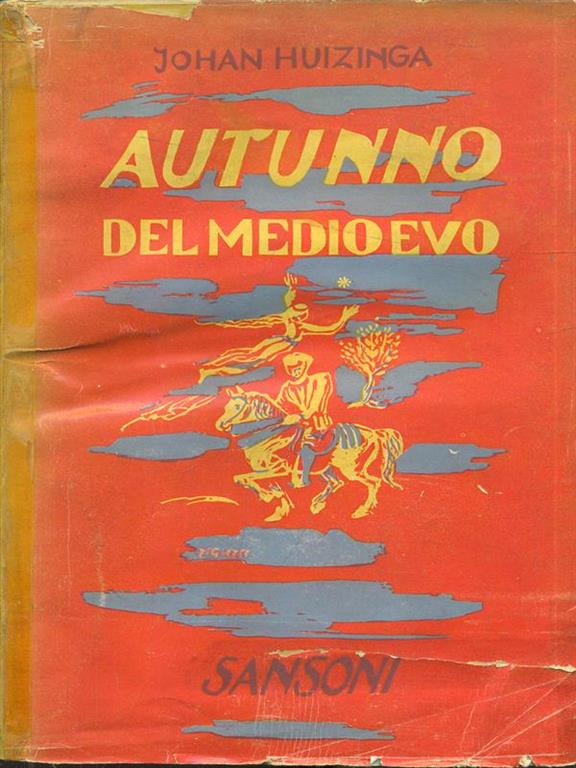 JOHAN HUIZINGA
AUTUNNO
DEL MEDIO EVO
SANSONI